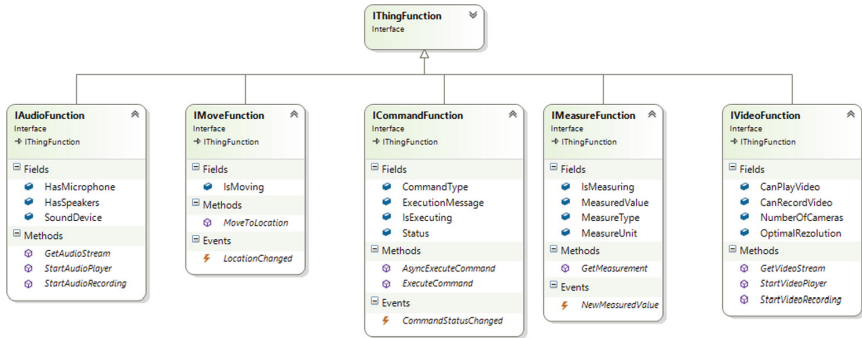 IThingFunction
Interface
IAudioFunction
Interface
IThingFunction
Fields
HasMicrophone
HasSpeakers
SoundDevice
Methods
GetAudioStream
StartAudioPlayer
StartAudioRecording
IMoveFunction
Interface
IThingFunction
Fields
IsMoving
Methods
MoveToLocation
Events
LocationChanged
ICommandFunction
Interface
IThingFunction
Fields
CommandType
ExecutionMessage
IsExecuting
Status
Methods
AsyncExecuteCommand
ExecuteCommand
Events
CommandStatusChanged
IMeasureFunction
Interface
IThingFunction
Fields
IsMeasuring
MeasuredValue
MeasureType
MeasureUnit
Methods
GetMeasurement
Events
NewMeasuredValue
IVideoFunction
Interface
IThingFunction
Fields
CanPlayVideo
CanRecordVideo
NumberOfCameras
OptimalRezolution
Methods
GetVideoStream
StartVideoPlayer
StartVideoRecording